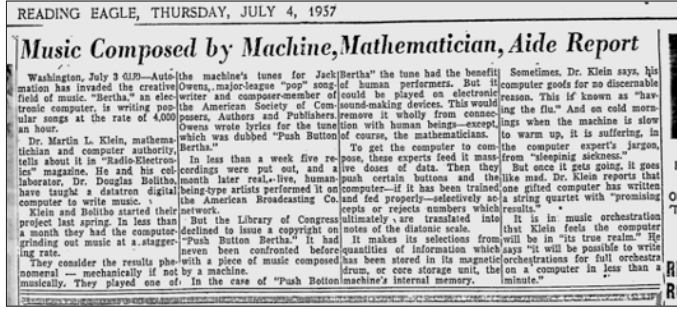 READING EAGLE, THURSDAY, JULY 4, 1957
Music Composed by Machine, Mathematician, Aide Report
Washington, July 3 (UP)—Auto-
mation has invaded the creative
field of music. "Bertha," an elec-
tronic computer, is writing pop-
ular songs at the rate of 4,000
an hour.
Dr. Martin L. Klein, mathema-
tichian and computer authority,
tells about it in "Radio-Electron-
ics" magazine. He and his col-
laborator, Dr. Douglas Bolitho,
have taught a datatron digital
computer to write music.
Klein and Bolitho started their
project last spring. In less than
a month they had the computor
grinding out music at a stagger-
ing rate.
They consider the results phe-
nomeral — mechanically if not
musically. They played one of
the machine's tunes for Jack
Owens, major-league "pop" song-
writer and composer-member of
the American Society of Com-
posers, Authors and Publishers.
Owens wrote lyrics for the tune
which was dubbed "Push Button
Bertha."
In less than a week five re-
cordings were put out, and a
month later real, live, human-
being-type artists performed it on
the American Broadcasting Co.
network.
But the Library of Congress
declined to issue a copyright on
"Push Button Bertha." It had
neven been confronted before
with a piece of music composed
by a machine.
In the case of "Push Botton
Bertha" the tune had the benefit
of human performers. But it
could be played on electronic
sound-making devices. This would
remove it wholly from connec-
tion with human beings—except,
of course, the mathematicians.
To get the computer to com-
pose, these experts feed it mass-
ive doses of data. Then they
push certain buttons and the
computer—if it has been trained
and fed properly—selectively ac-
cepts or rejects numbers which
ultimately are translated into
notes of the diatonic scale.
It makes its selections from
quantities of information which
has been stored in its magnetic
drum, or core storage unit, the
machine's internal memory.
Sometimes, Dr. Klein says, his
computer goofs for no discernable
reason. This if known as "hav-
ing the flu." And on cold morn-
ings when the machine is slow
to warm up, it is suffering, in
the computer expert's jargon,
from "sleepinig sickness."
But once it gets going, it goes
like mad. Dr. Klein reports that
one gifted computer has written
a string quartet with "promising
results."
It is in music orchestration
that Klein feels the computer
will be in "its true realm." He
says "it will be possible to write
orchestrations for full orchestra
on a computer in less than a
minute."